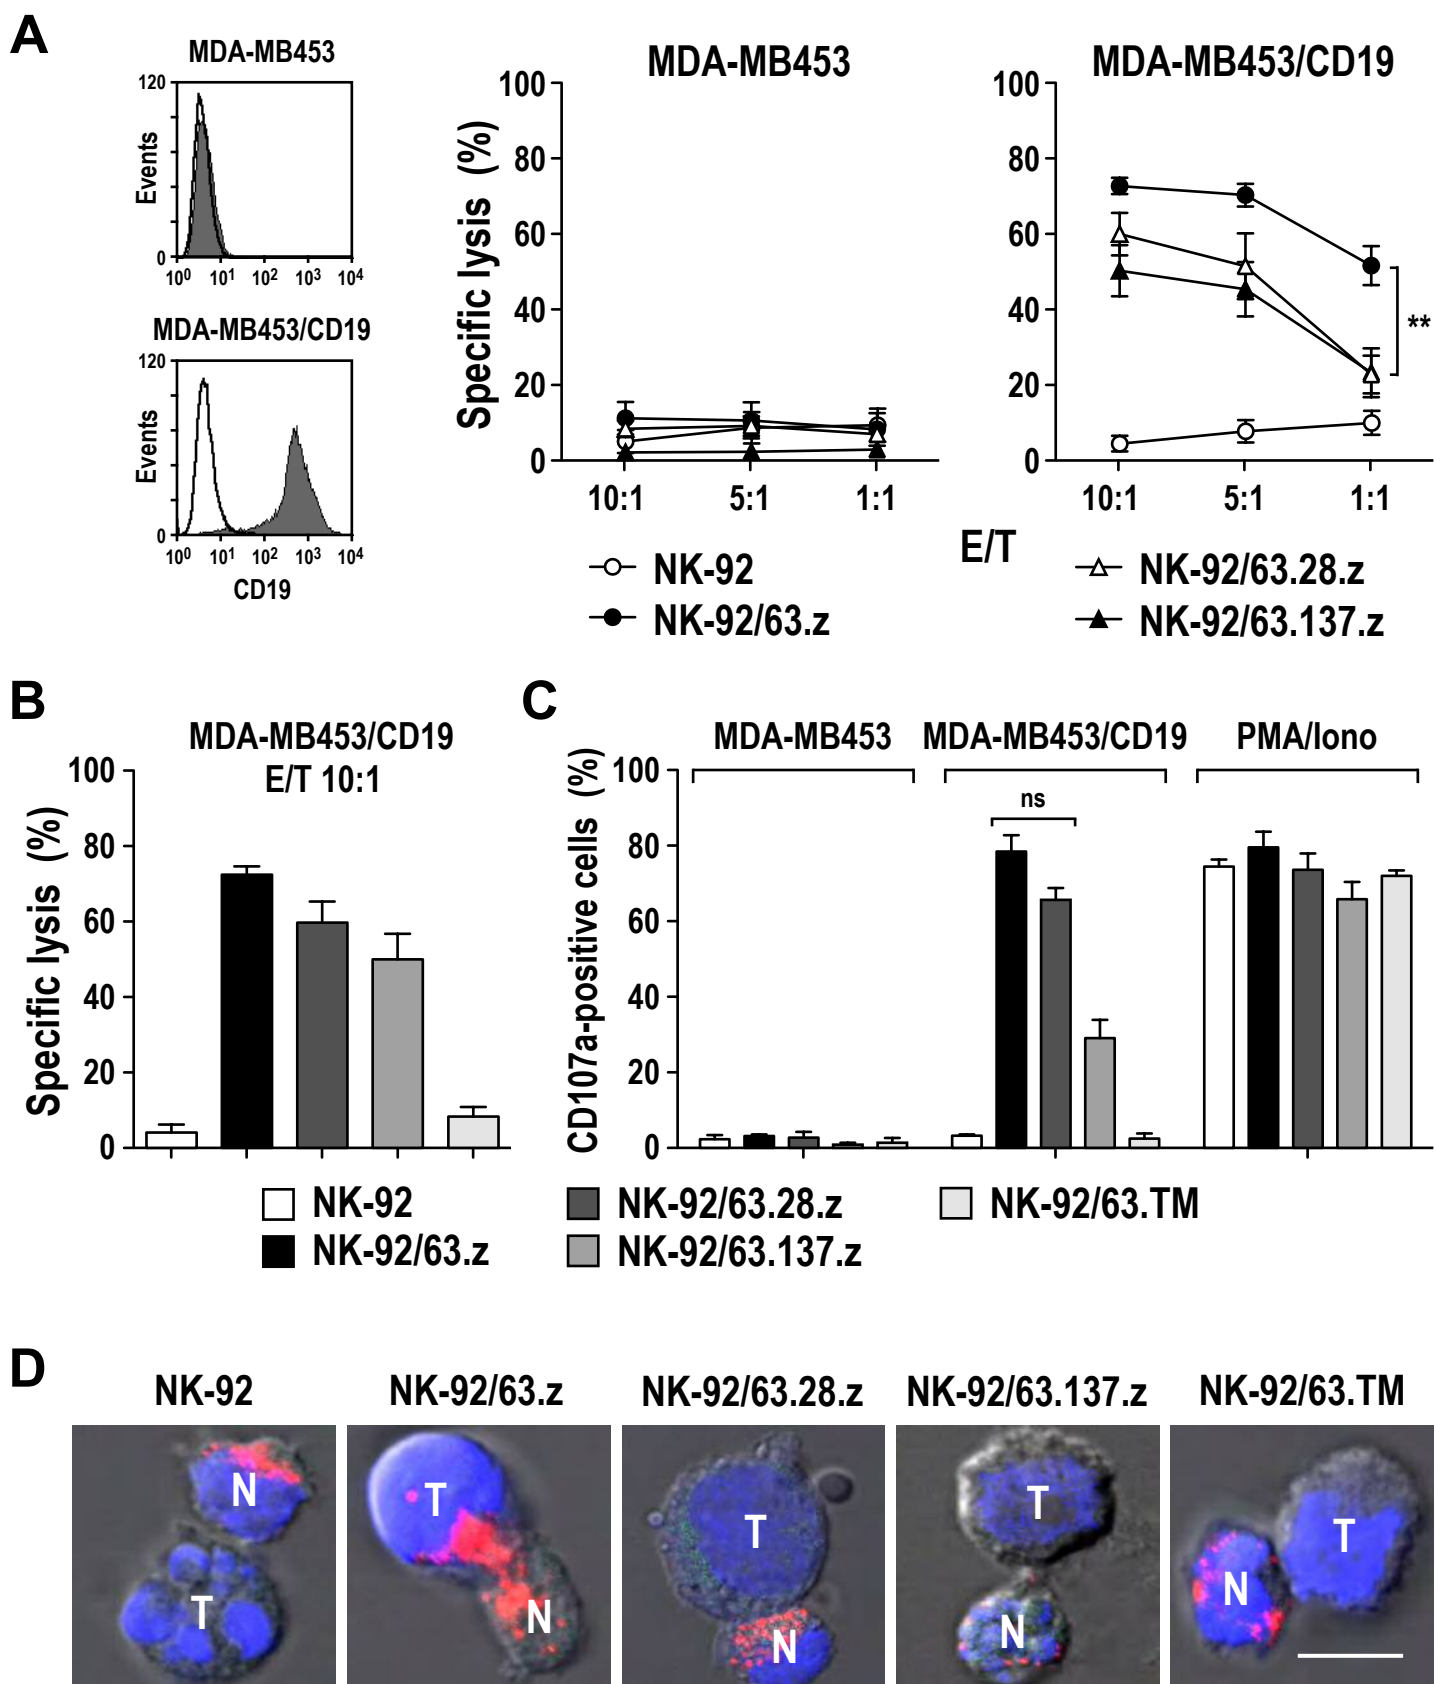 A
MDA-MB453
120
Events
0
10⁰ 10¹ 10² 10³ 10⁴
MDA-MB453/CD19
120
Events
0
10⁰ 10¹ 10² 10³ 10⁴
CD19
MDA-MB453
Specific lysis (%)
100
80
60
40
20
0
10:1 5:1 1:1
MDA-MB453/CD19
100
80
60
40
20
0
**
10:1 5:1 1:1
E/T
NK-92
NK-92/63.z
NK-92/63.28.z
NK-92/63.137.z
B
MDA-MB453/CD19
E/T 10:1
Specific lysis (%)
100
80
60
40
20
0
C
MDA-MB453 MDA-MB453/CD19 PMA/Iono
CD107a-positive cells (%)
100
80
60
40
20
0
ns
NK-92
NK-92/63.z
NK-92/63.28.z
NK-92/63.137.z
NK-92/63.TM
D
NK-92 NK-92/63.z NK-92/63.28.z NK-92/63.137.z NK-92/63.TM
N
T
T
N
T
N
T
N
T
N